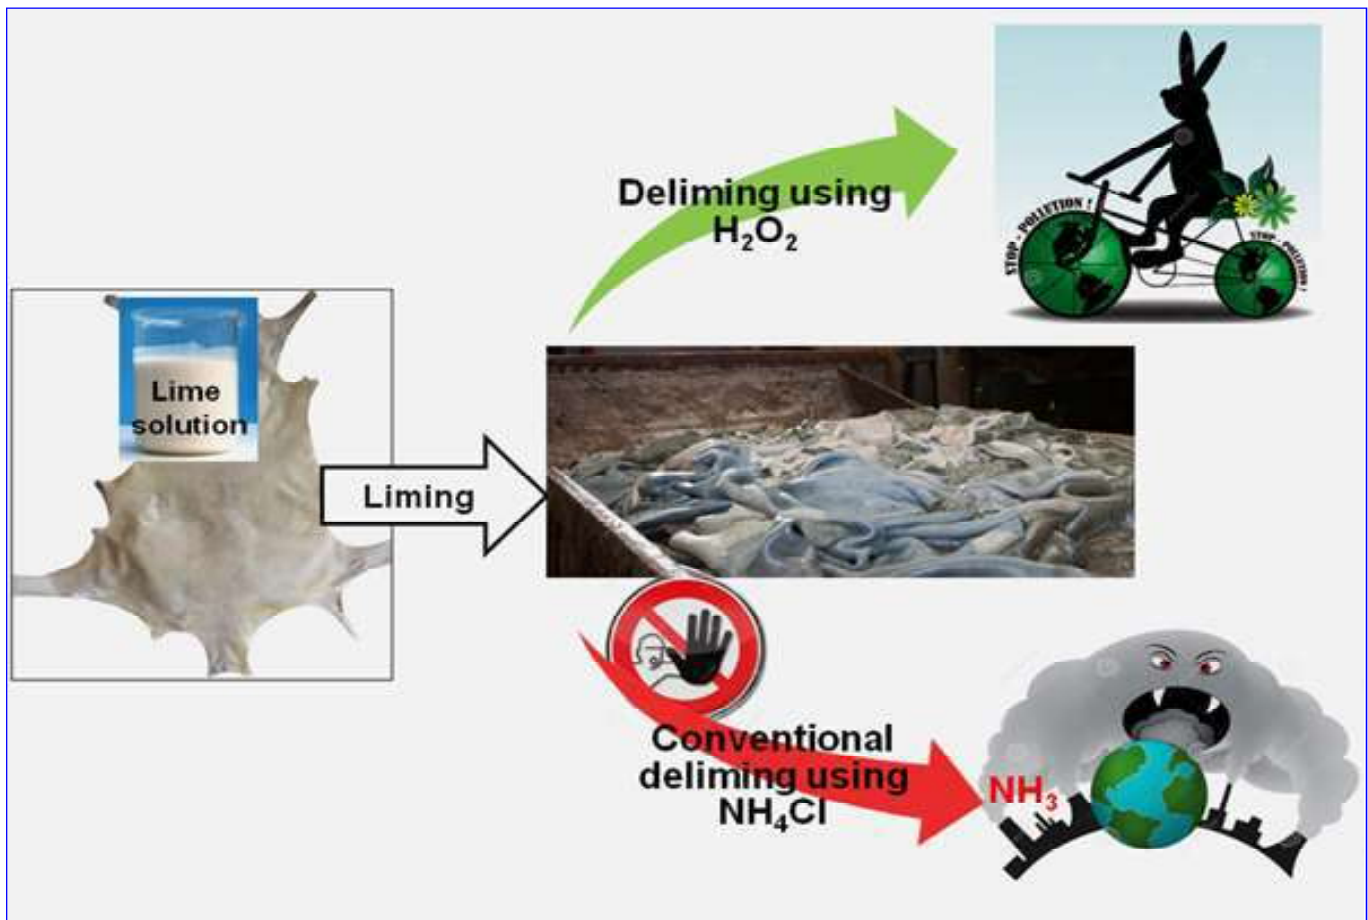 Deliming using
H₂O₂
STOP - POLLUTION !
STOP - POLLUTION !
Lime
solution
Liming
Conventional
deliming using
NH₄Cl
NH₃